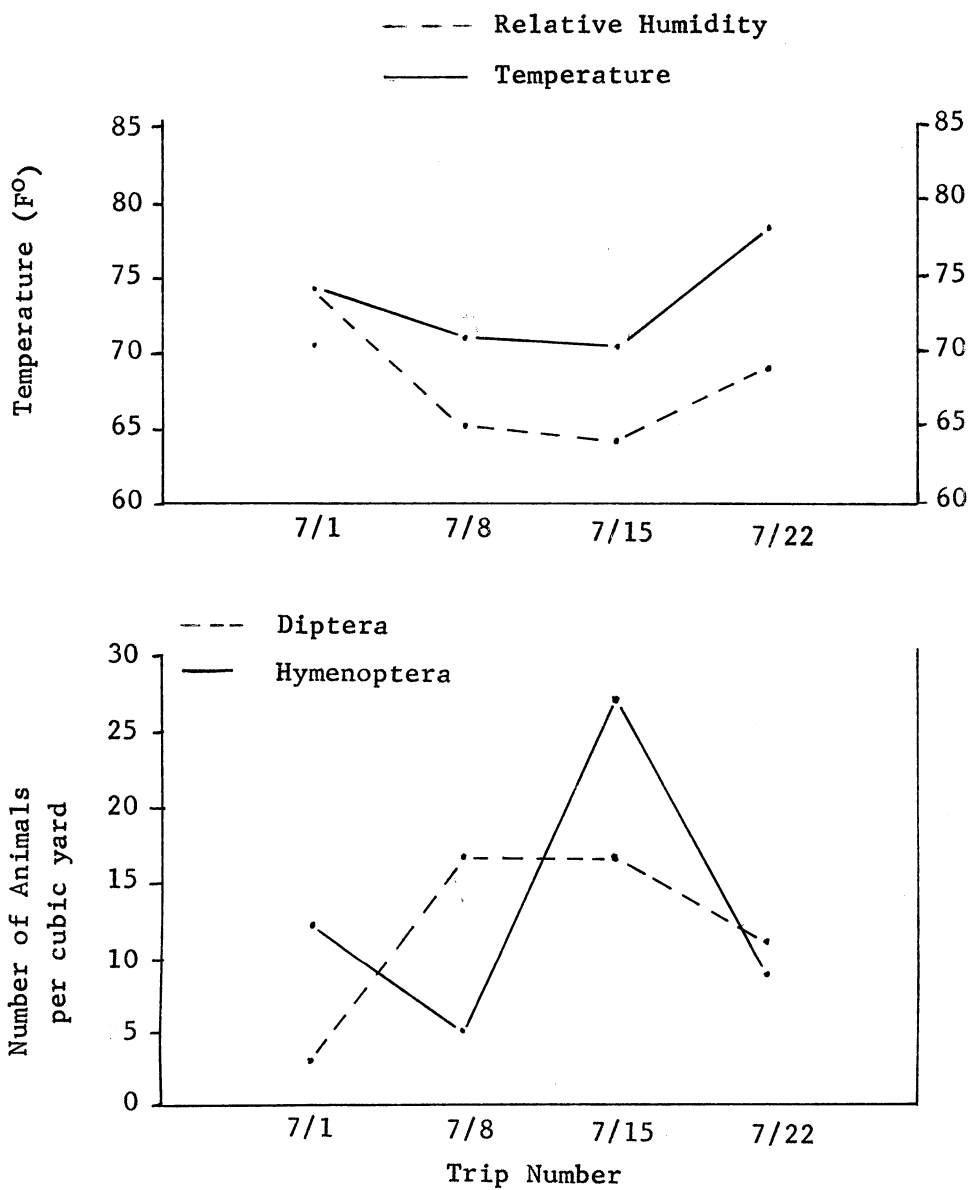 Relative Humidity
Temperature
Temperature (F°)
85
80
75
70
65
60
85
80
75
70
65
60
7/1 7/8 7/15 7/22
Diptera
Hymenoptera
Number of Animals
per cubic yard
30
25
20
15
10
5
0
7/1 7/8 7/15 7/22
Trip Number